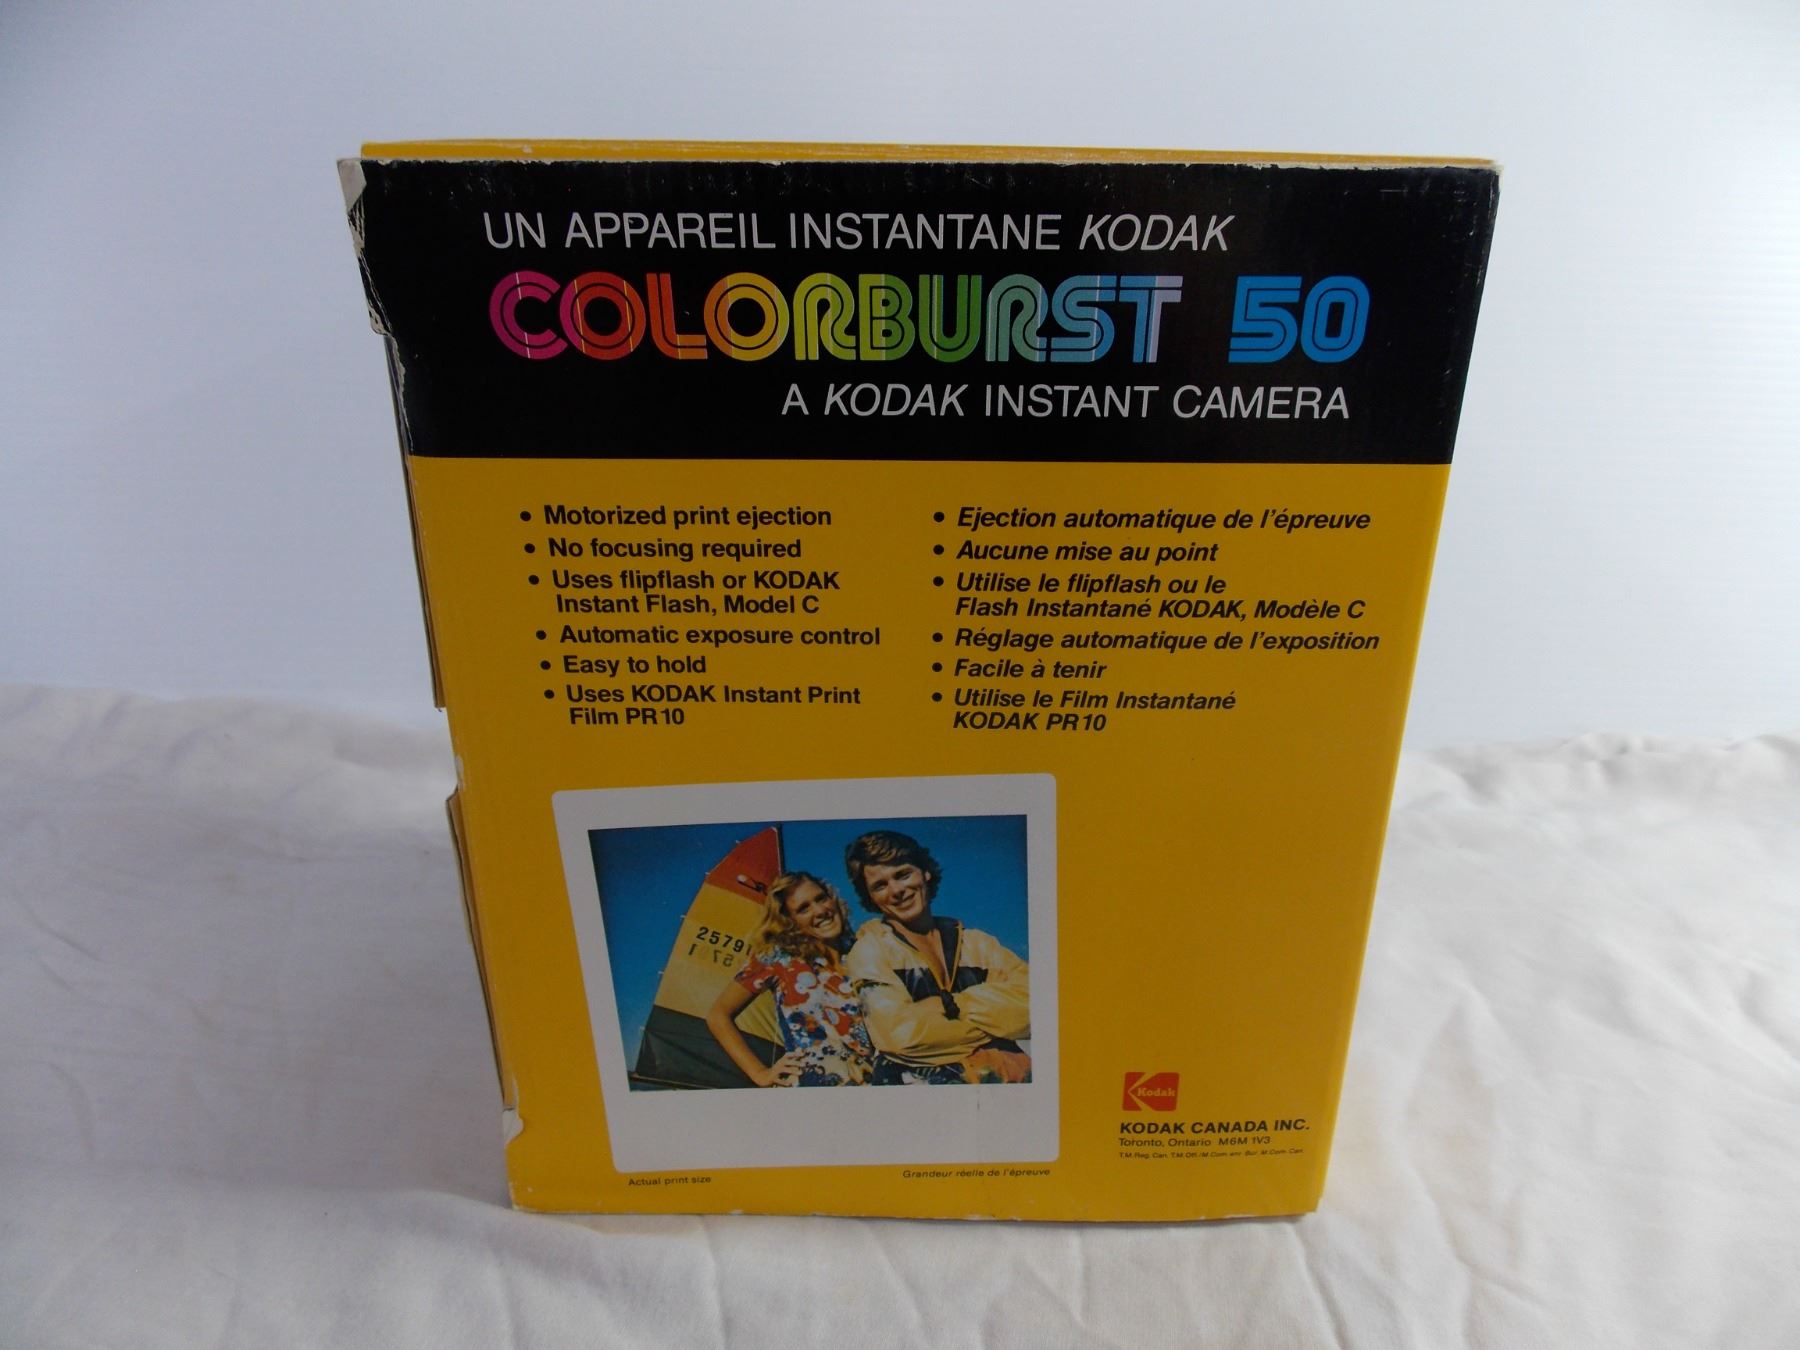 UN APPAREIL INSTANTANE KODAK
COLORBURST 50
A KODAK INSTANT CAMERA
• Motorized print ejection
• No focusing required
• Uses flipflash or KODAK
Instant Flash, Model C
• Automatic exposure control
• Easy to hold
• Uses KODAK Instant Print
Film PR10
• Ejection automatique de l'épreuve
• Aucune mise au point
• Utilise le flipflash ou le
Flash Instantané KODAK, Modèle C
• Réglage automatique de l'exposition
• Facile à tenir
• Utilise le Film Instantané
KODAK PR10
25791
Actual print size
Grandeur réelle de l'épreuve
Kodak
KODAK CANADA INC.
Toronto, Ontario M6M 1V3
T.M. Reg. Can.